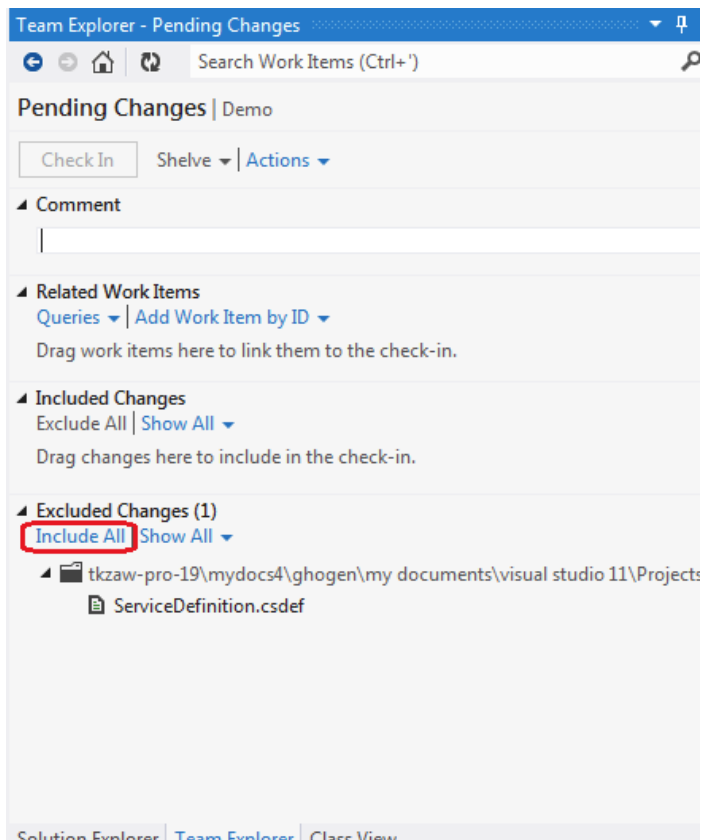 Team Explorer - Pending Changes
Search Work Items (Ctrl+')
Pending Changes | Demo
Check In Shelve Actions
Comment
Related Work Items
Queries Add Work Item by ID
Drag work items here to link them to the check-in.
Included Changes
Exclude All Show All
Drag changes here to include in the check-in.
Excluded Changes (1)
Include All Show All
tkzaw-pro-19\mydocs4\ghogen\my documents\visual studio 11\Projects
ServiceDefinition.csdef
Solution Explorer Team Explorer Class View